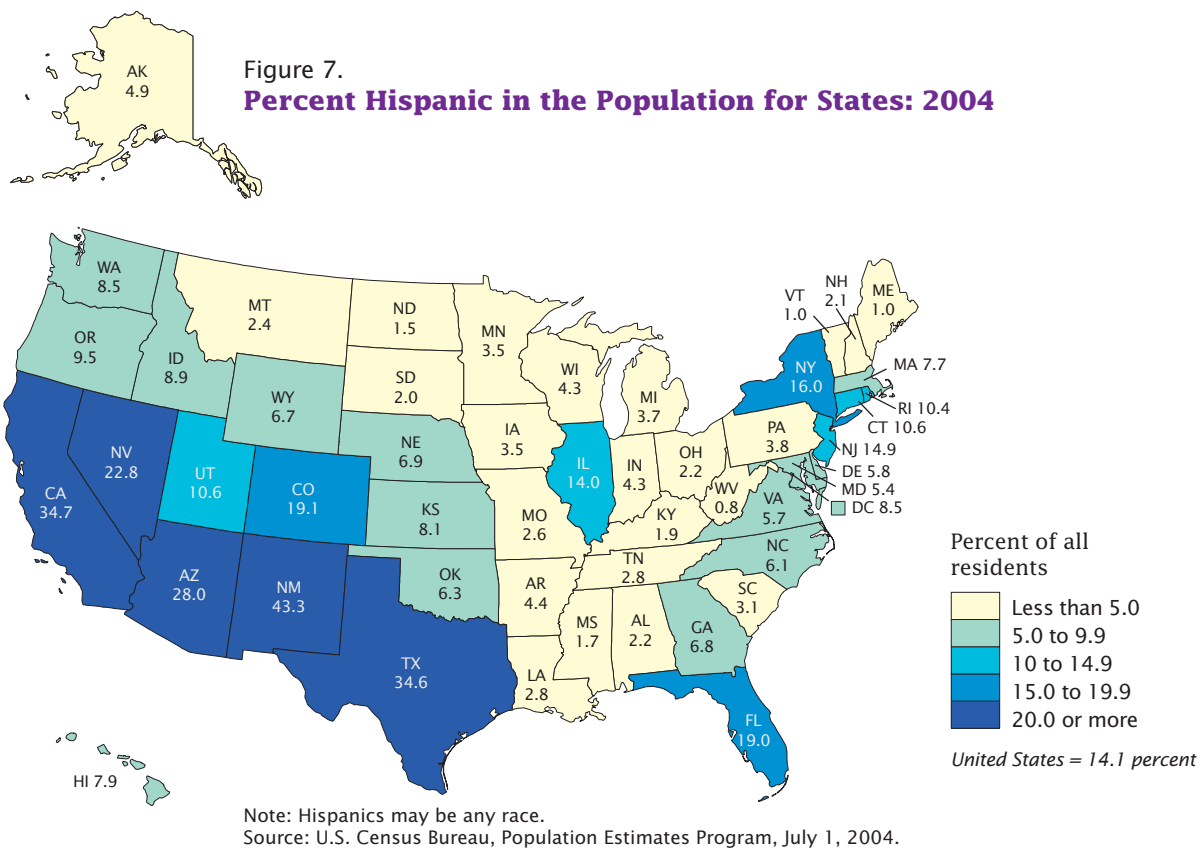 AK
4.9
Figure 7.
Percent Hispanic in the Population for States: 2004
WA
8.5
OR
9.5
ID
8.9
MT
2.4
ND
1.5
SD
2.0
MN
3.5
WI
4.3
MI
3.7
VT
1.0
NH
2.1
ME
1.0
NY
16.0
MA 7.7
RI 10.4
CT 10.6
NJ 14.9
DE 5.8
MD 5.4
DC 8.5
WY
6.7
NE
6.9
IA
3.5
PA
3.8
NV
22.8
UT
10.6
CO
19.1
KS
8.1
MO
2.6
IL
14.0
IN
4.3
OH
2.2
WV
0.8
VA
5.7
KY
1.9
CA
34.7
AZ
28.0
NM
43.3
OK
6.3
AR
4.4
TN
2.8
NC
6.1
SC
3.1
TX
34.6
LA
2.8
MS
1.7
AL
2.2
GA
6.8
FL
19.0
HI 7.9
Percent of all
residents
Less than 5.0
5.0 to 9.9
10 to 14.9
15.0 to 19.9
20.0 or more
United States = 14.1 percent
Note: Hispanics may be any race.
Source: U.S. Census Bureau, Population Estimates Program, July 1, 2004.